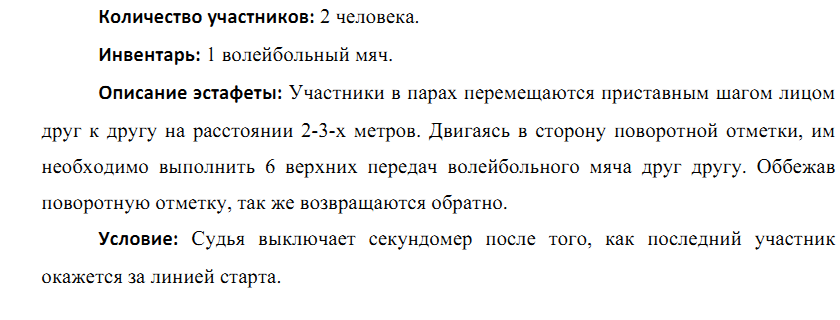 Количество участников: 2 человека.
Инвентарь: 1 волейбольный мяч.
Описание эстафеты: Участники в парах перемещаются приставным шагом лицом
друг к другу на расстоянии 2-3-х метров. Двигаясь в сторону поворотной отметки, им
необходимо выполнить 6 верхних передач волейбольного мяча друг другу. Оббежав
поворотную отметку, так же возвращаются обратно.
Условие: Судья выключает секундомер после того, как последний участник
окажется за линией старта.